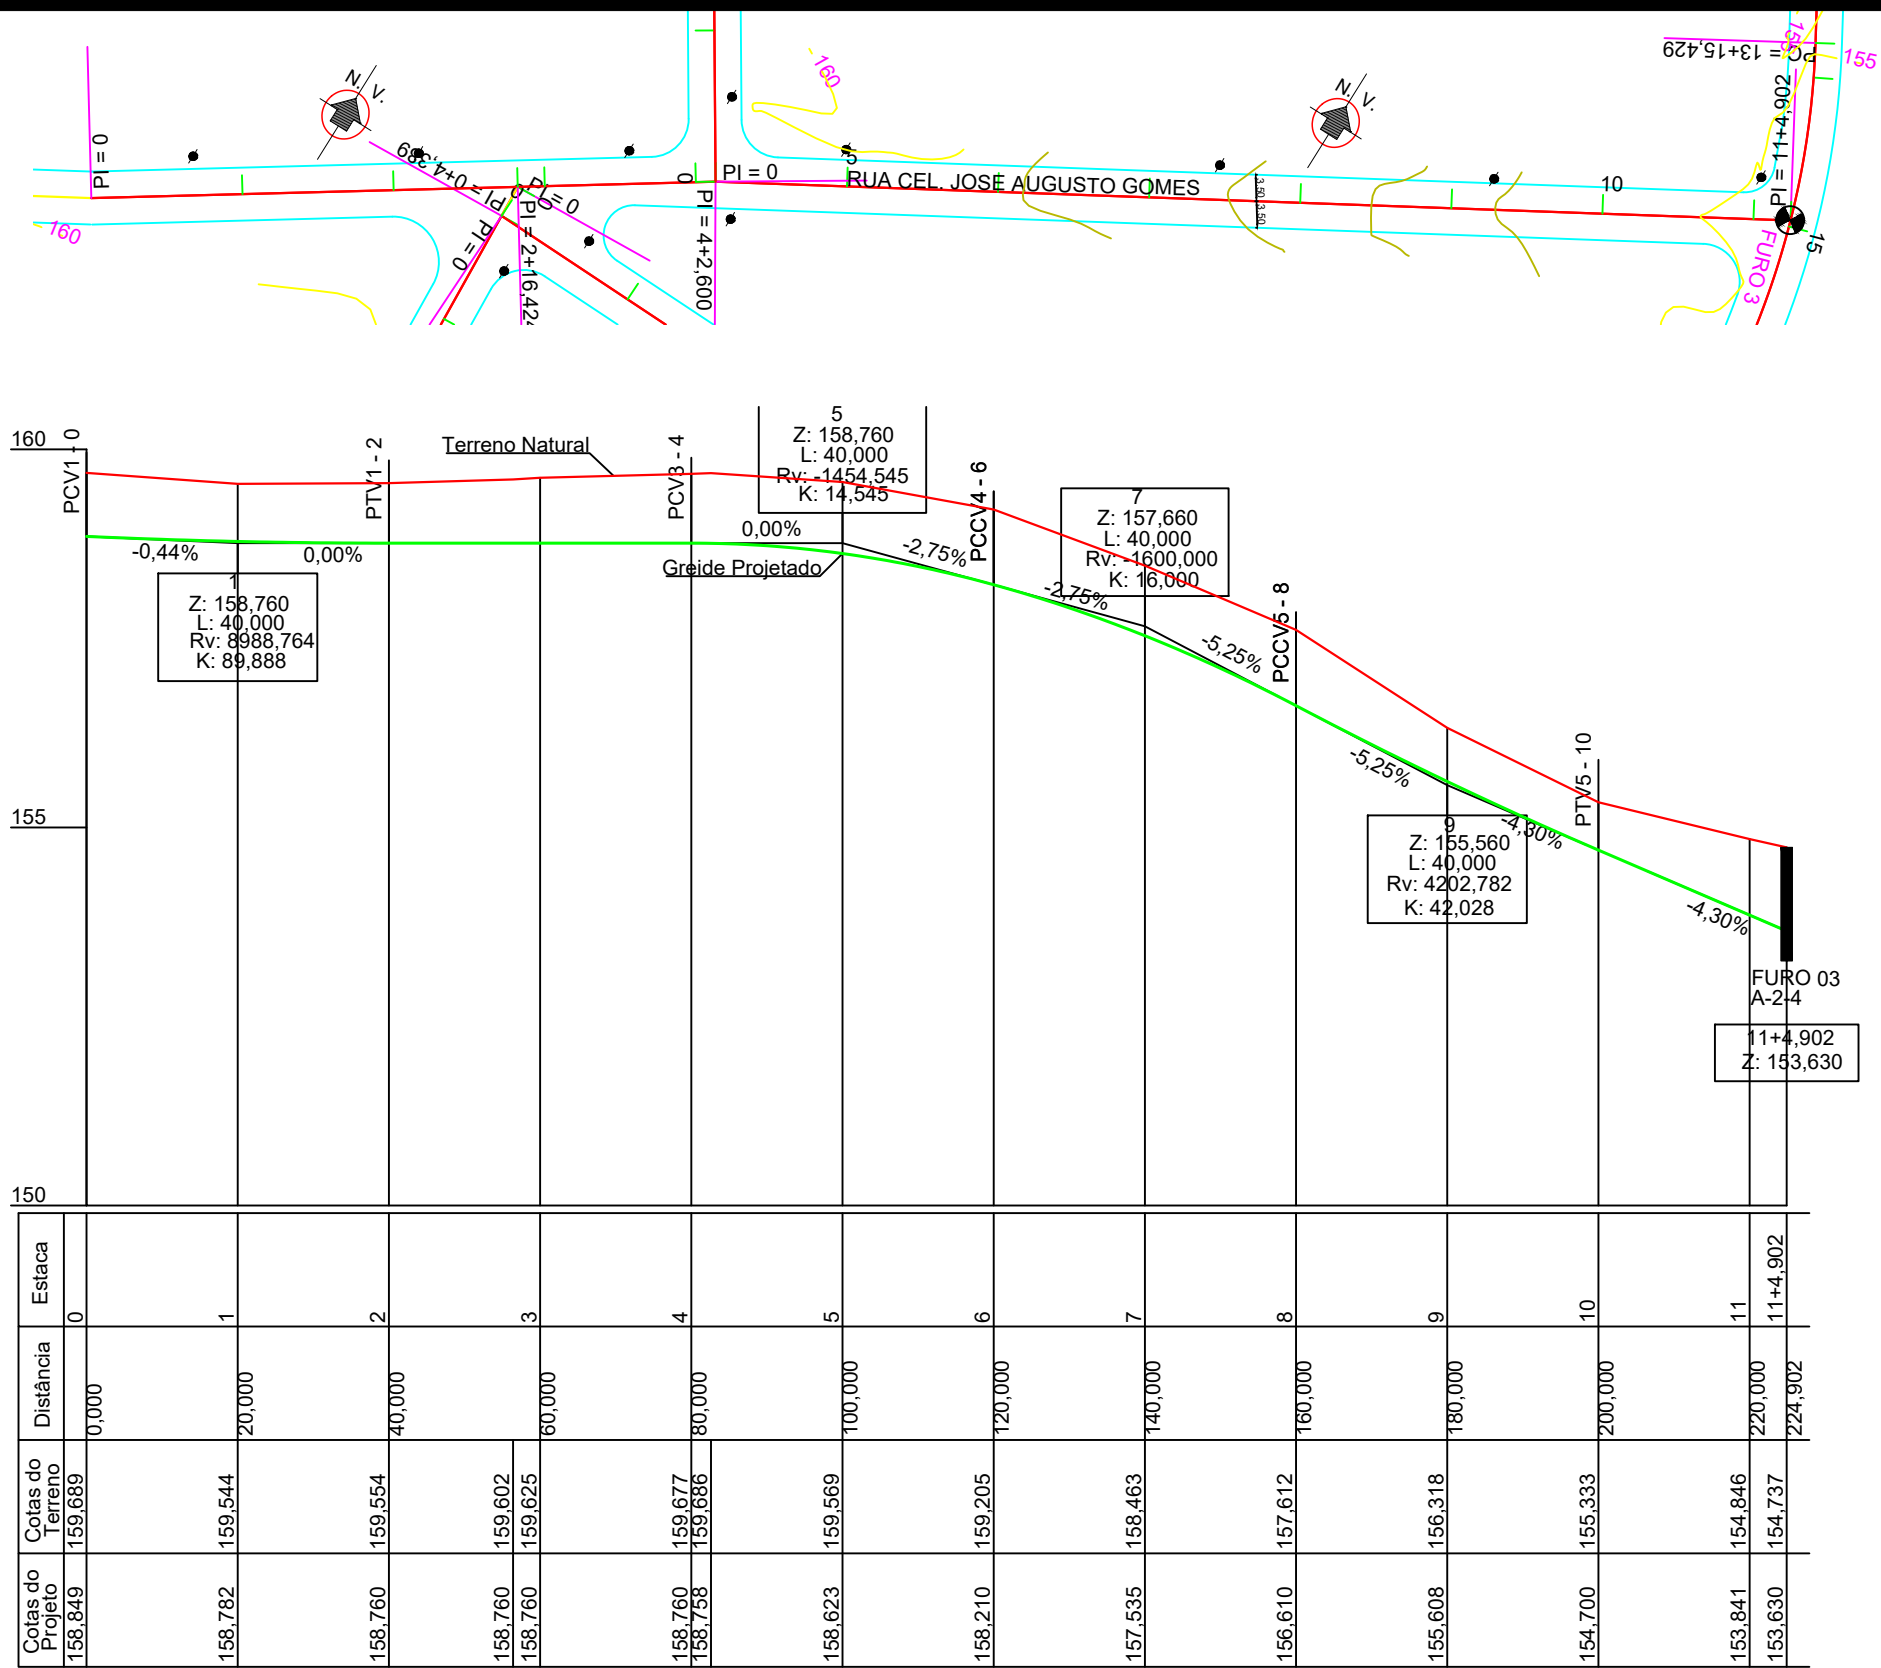 N. V.
160
N. V.
PC = 13+15,429
155
155
PI = 11+4,902
PI = 0
PI = 0+4,389
0
PI = 0
PI = 0
PI = 2+16,424
0
PI = 4+2,600
PI = 0
5
RUA CEL. JOSE AUGUSTO GOMES
3.50
3.50
10
160
FURO 3
15
160
155
150
PCV1 - 0
PTV1 - 2
Terreno Natural
PCV3 - 4
5
Z: 158,760
L: 40,000
Rv: -1454,545
K: 14,545
PCCV4 - 6
7
Z: 157,660
L: 40,000
Rv: -1600,000
K: 16,000
-0,44%
0,00%
0,00%
Greide Projetado
-2,75%
-2,75%
-5,25%
PCCV5 - 8
1
Z: 158,760
L: 40,000
Rv: 8988,764
K: 89,888
-5,25%
PTV5 - 10
9
Z: 155,560
L: 40,000
Rv: 4202,782
K: 42,028
-4,30%
-4,30%
FURO 03
A-2-4
11+4,902
Z: 153,630
Estaca
0
1
2
3
4
5
6
7
8
9
10
11
11+4,902
Distância
0,000
20,000
40,000
60,000
80,000
100,000
120,000
140,000
160,000
180,000
200,000
220,000
224,902
Cotas do
Terreno
159,689
159,544
159,554
159,602
159,625
159,677
159,686
159,569
159,205
158,463
157,612
156,318
155,333
154,846
154,737
Cotas do
Projeto
158,849
158,782
158,760
158,760
158,760
158,760
158,758
158,623
158,210
157,535
156,610
155,608
154,700
153,841
153,630